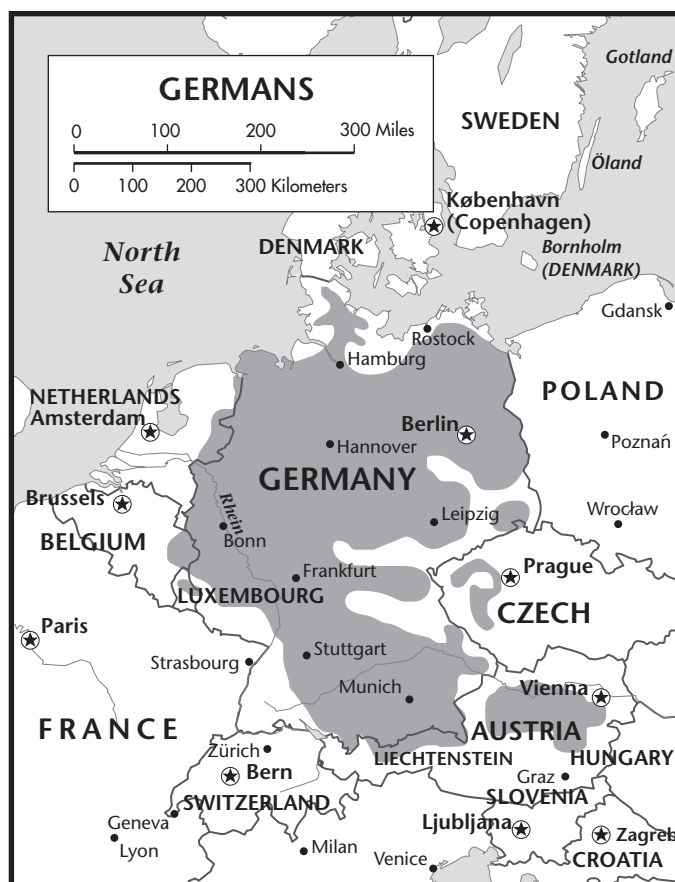 GERMANS
0 100 200 300 Miles
0 100 200 300 Kilometers
Gotland
SWEDEN
Öland
København
(Copenhagen)
DENMARK
North
Sea
Bornholm
(DENMARK)
Gdansk
Rostock
Hamburg
NETHERLANDS
Amsterdam
POLAND
Berlin
Hannover
Poznań
GERMANY
Brussels
Rhein
Leipzig
Wrocław
Bonn
BELGIUM
Frankfurt
Prague
LUXEMBOURG
CZECH
Paris
Strasbourg
Stuttgart
Munich
Vienna
FRANCE
AUSTRIA
Zürich
LIECHTENSTEIN
HUNGARY
Bern
Graz
SLOVENIA
SWITZERLAND
Geneva
Ljubljana
Zagreb
Lyon
Milan
Venice
CROATIA